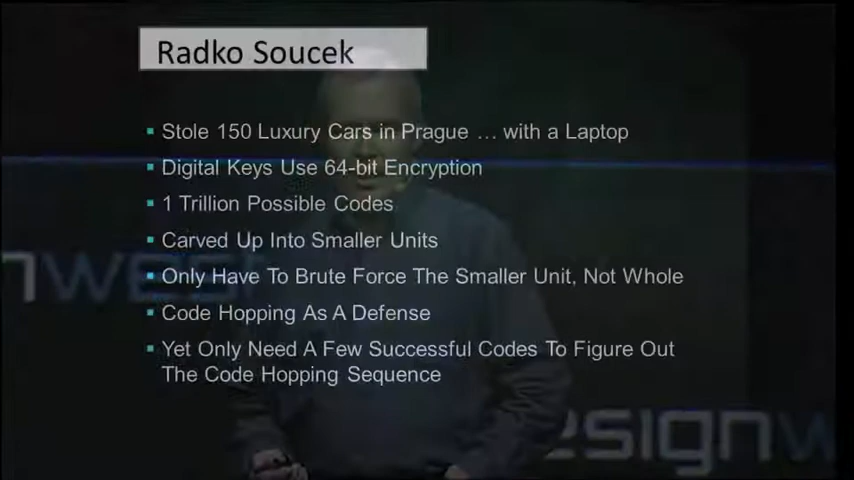 Radko Soucek
Stole 150 Luxury Cars in Prague … with a Laptop
Digital Keys Use 64-bit Encryption
1 Trillion Possible Codes
Carved Up Into Smaller Units
Only Have To Brute Force The Smaller Unit, Not Whole
Code Hopping As A Defense
Yet Only Need A Few Successful Codes To Figure Out
The Code Hopping Sequence
nwest
esignw